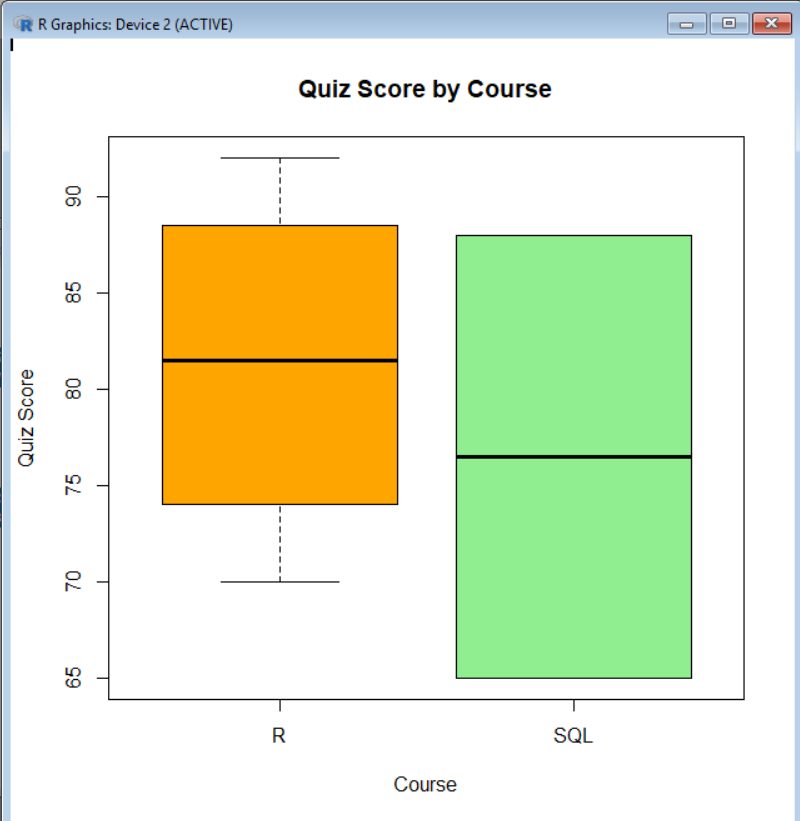 R Graphics: Device 2 (ACTIVE)
Quiz Score by Course
Quiz Score
90
85
80
75
70
65
R
SQL
Course